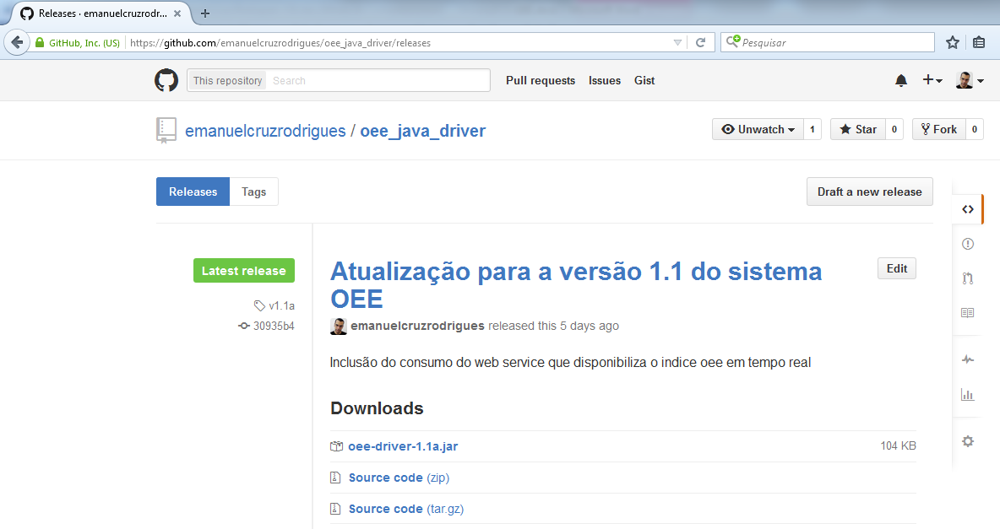 Releases · emanuelcruzrodr...
GitHub, Inc. (US) https://github.com/emanuelcruzrodrigues/oee_java_driver/releases Pesquisar
This repository Search Pull requests Issues Gist
emanuelcruzrodrigues / oee_java_driver Unwatch 1 Star 0 Fork 0
Releases Tags Draft a new release
Latest release
v1.1a
30935b4
Atualização para a versão 1.1 do sistema
OEE
Edit
emanuelcruzrodrigues released this 5 days ago
Inclusão do consumo do web service que disponibiliza o indice oee em tempo real
Downloads
oee-driver-1.1a.jar 104 KB
Source code (zip)
Source code (tar.gz)